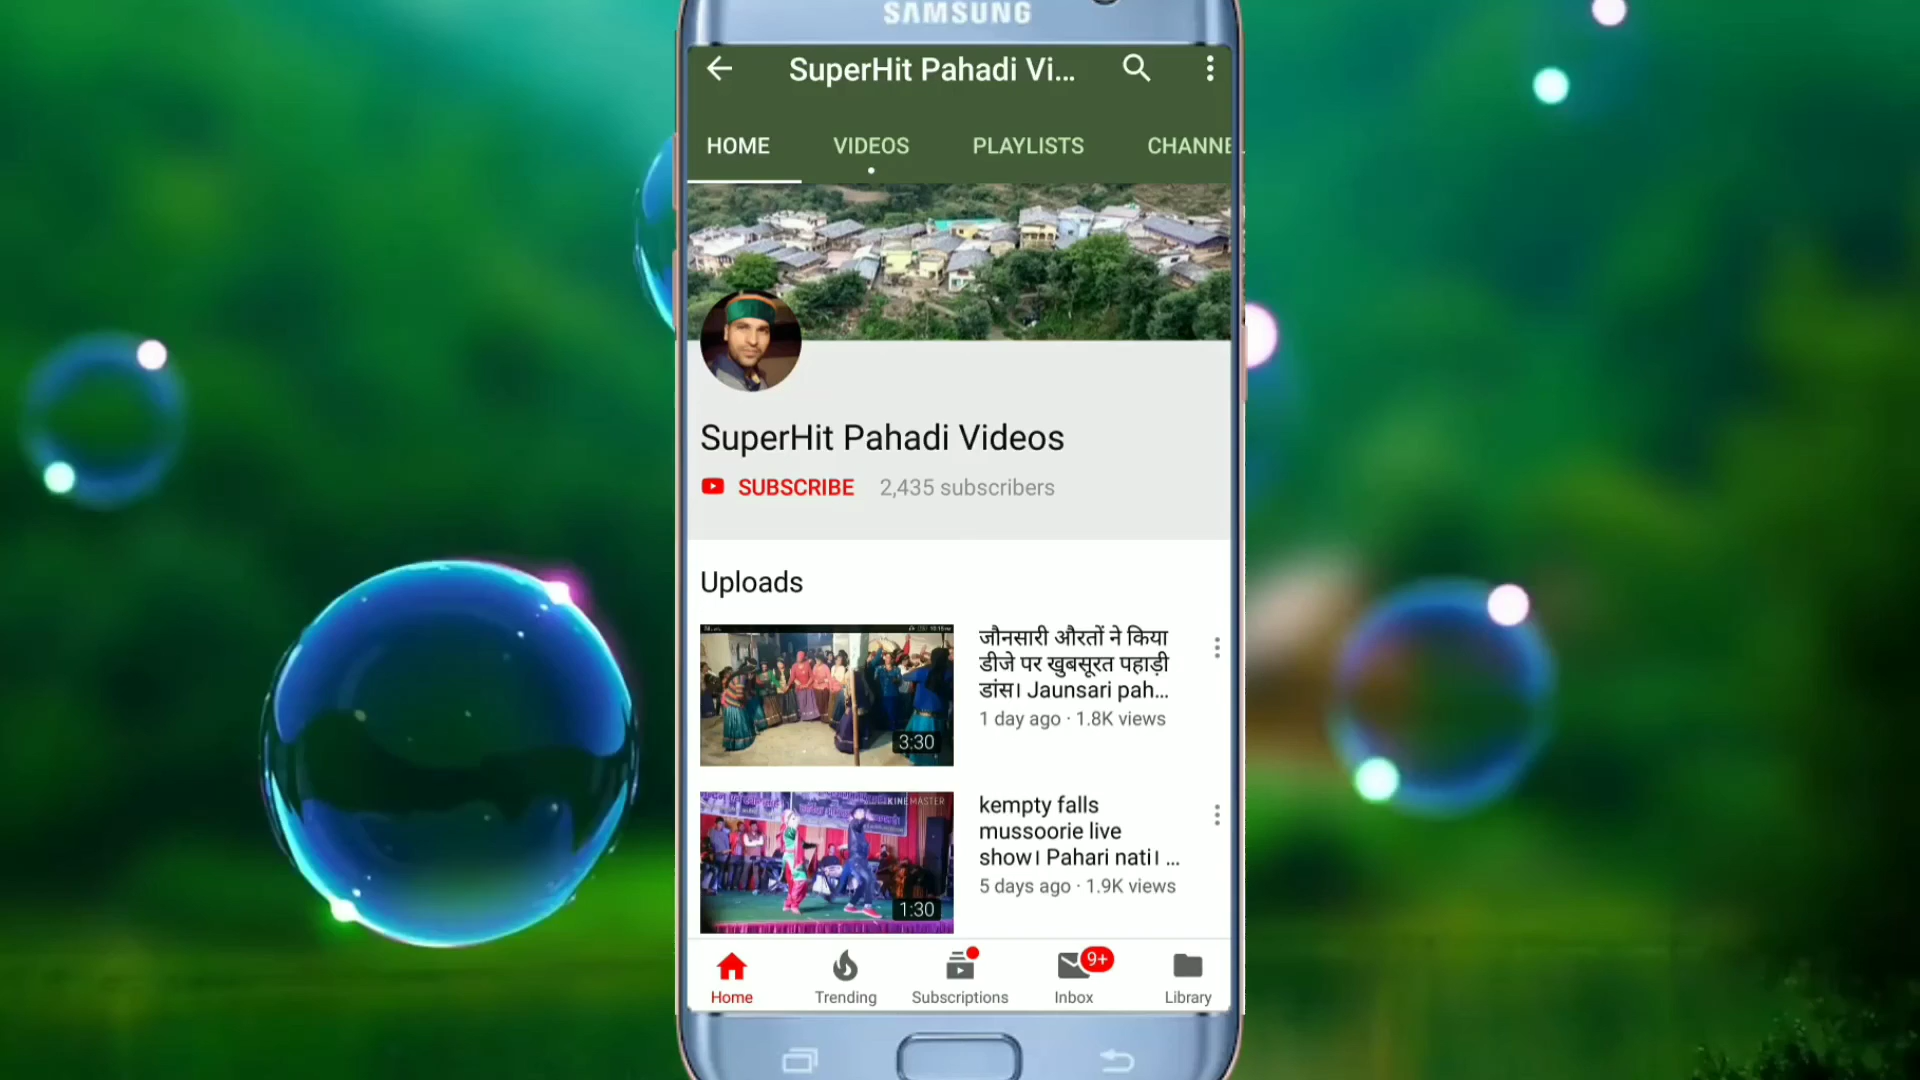 SAMSUNG
SuperHit Pahadi Vi...
HOME VIDEOS PLAYLISTS CHANNE
SuperHit Pahadi Videos
SUBSCRIBE 2,435 subscribers
Uploads
जौनसारी औरतों ने किया
डीजे पर खुबसूरत पहाड़ी
डांस। Jaunsari pah...
1 day ago · 1.8K views
3:30
KINEMASTER
kempty falls
mussoorie live
show। Pahari nati। ...
5 days ago · 1.9K views
1:30
9+
Home Trending Subscriptions Inbox Library